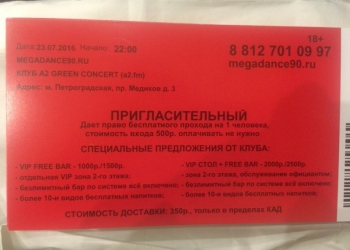 Дата: 23.07.2016 Начало: 22:00
18+
MEGADANCE90.RU
8 812 701 09 97
КЛУБ A2 GREEN CONCERT (a2.fm)
megadance90.ru
Адрес: м. Петроградская, пр. Медиков д. 3
ПРИГЛАСИТЕЛЬНЫЙ
Дает право бесплатного прохода на 1 человека,
стоимость входа 500р. оплачивать не нужно
СПЕЦИАЛЬНЫЕ ПРЕДЛОЖЕНИЯ ОТ КЛУБА:
- VIP FREE BAR - 1000р./1500р.
- отдельная VIP зона 2-го этажа:
- безлимитный бар по системе всё включено;
- более 10-и видов бесплатных напитков;
- VIP СТОЛ + FREE BAR - 2000р./2500р.
- зона 2-го этажа, обслуживание официантом;
- безлимитный бар по системе всё включено;
- более 10-и видов бесплатных напитков;
СТОИМОСТЬ ДОСТАВКИ: 350р., только в пределах КАД